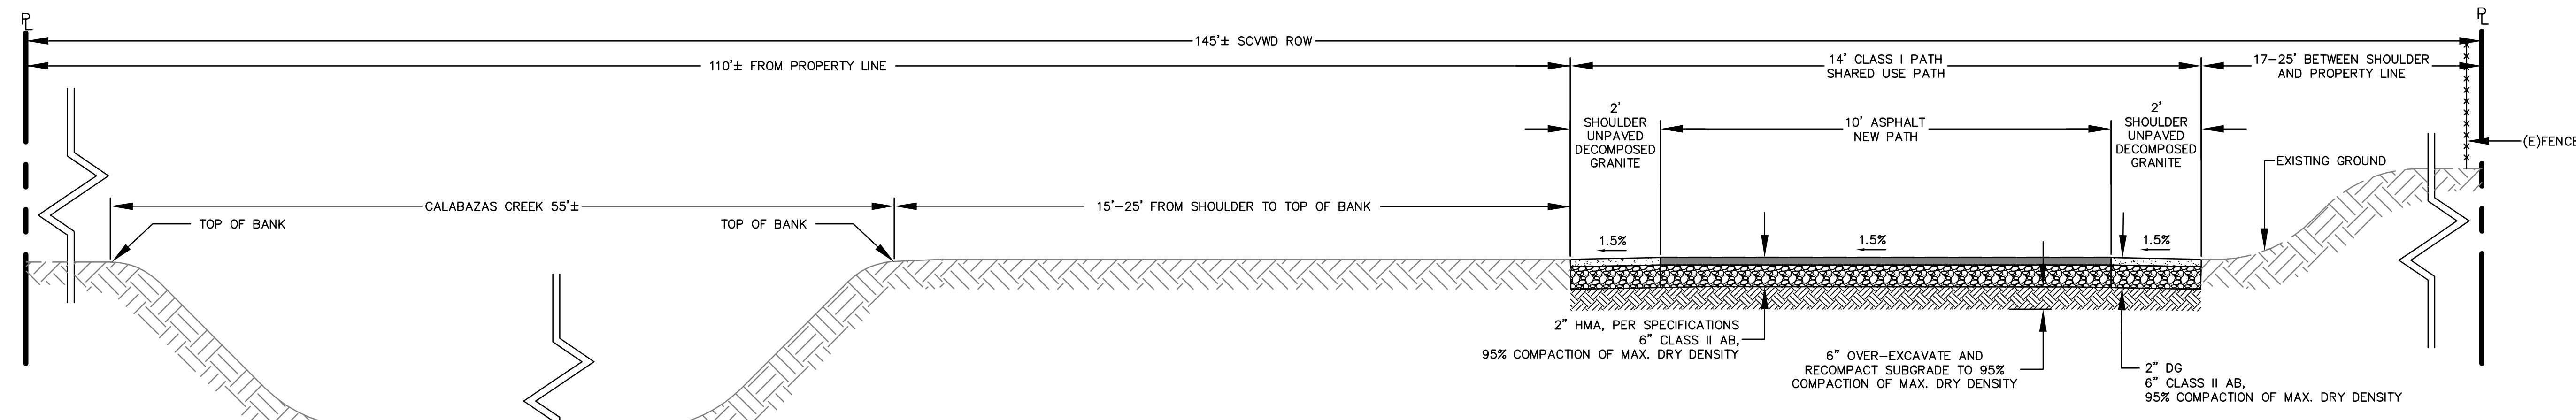 PL
PL
145'± SCVWD ROW
110'± FROM PROPERTY LINE
14' CLASS I PATH
SHARED USE PATH
17-25' BETWEEN SHOULDER
AND PROPERTY LINE
2'
SHOULDER
UNPAVED
DECOMPOSED
GRANITE
10' ASPHALT
NEW PATH
2'
SHOULDER
UNPAVED
DECOMPOSED
GRANITE
(E)FENCE
EXISTING GROUND
CALABAZAS CREEK 55'±
15'-25' FROM SHOULDER TO TOP OF BANK
TOP OF BANK
TOP OF BANK
1.5%
1.5%
1.5%
2" HMA, PER SPECIFICATIONS
6" CLASS II AB,
95% COMPACTION OF MAX. DRY DENSITY
6" OVER-EXCAVATE AND
RECOMPACT SUBGRADE TO 95%
COMPACTION OF MAX. DRY DENSITY
2" DG
6" CLASS II AB,
95% COMPACTION OF MAX. DRY DENSITY